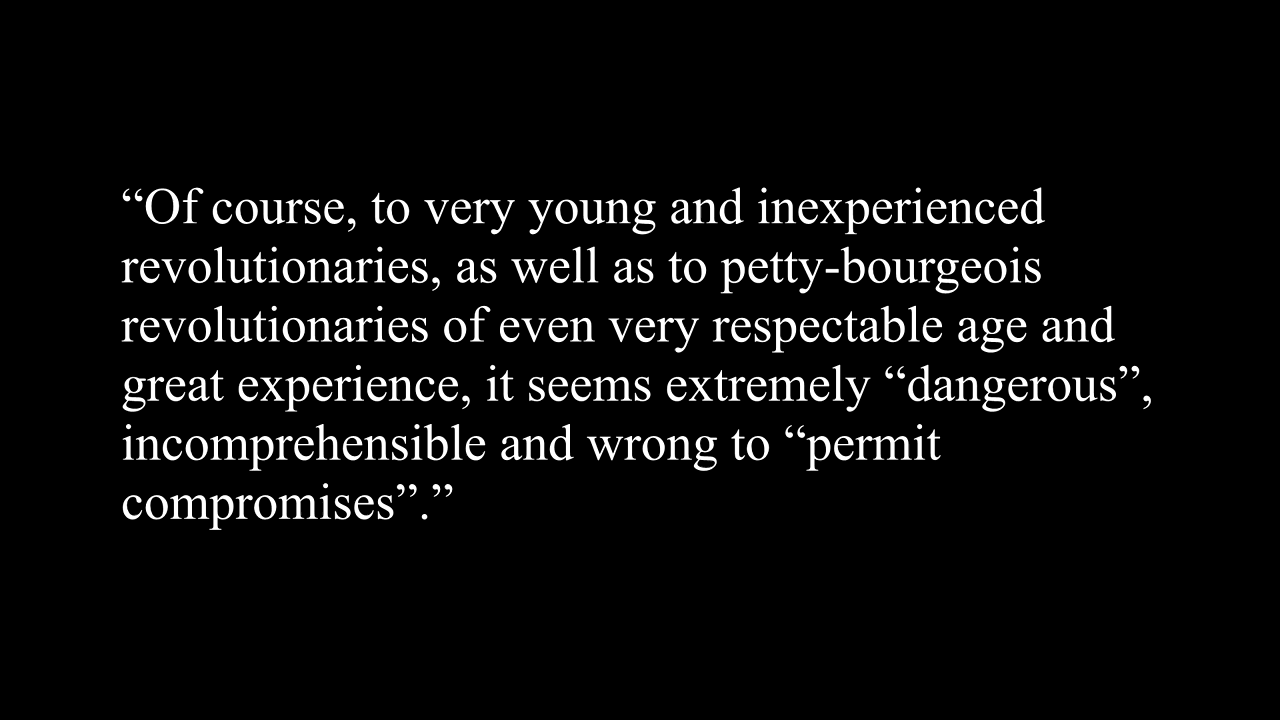 “Of course, to very young and inexperienced
revolutionaries, as well as to petty-bourgeois
revolutionaries of even very respectable age and
great experience, it seems extremely “dangerous”,
incomprehensible and wrong to “permit
compromises”.”